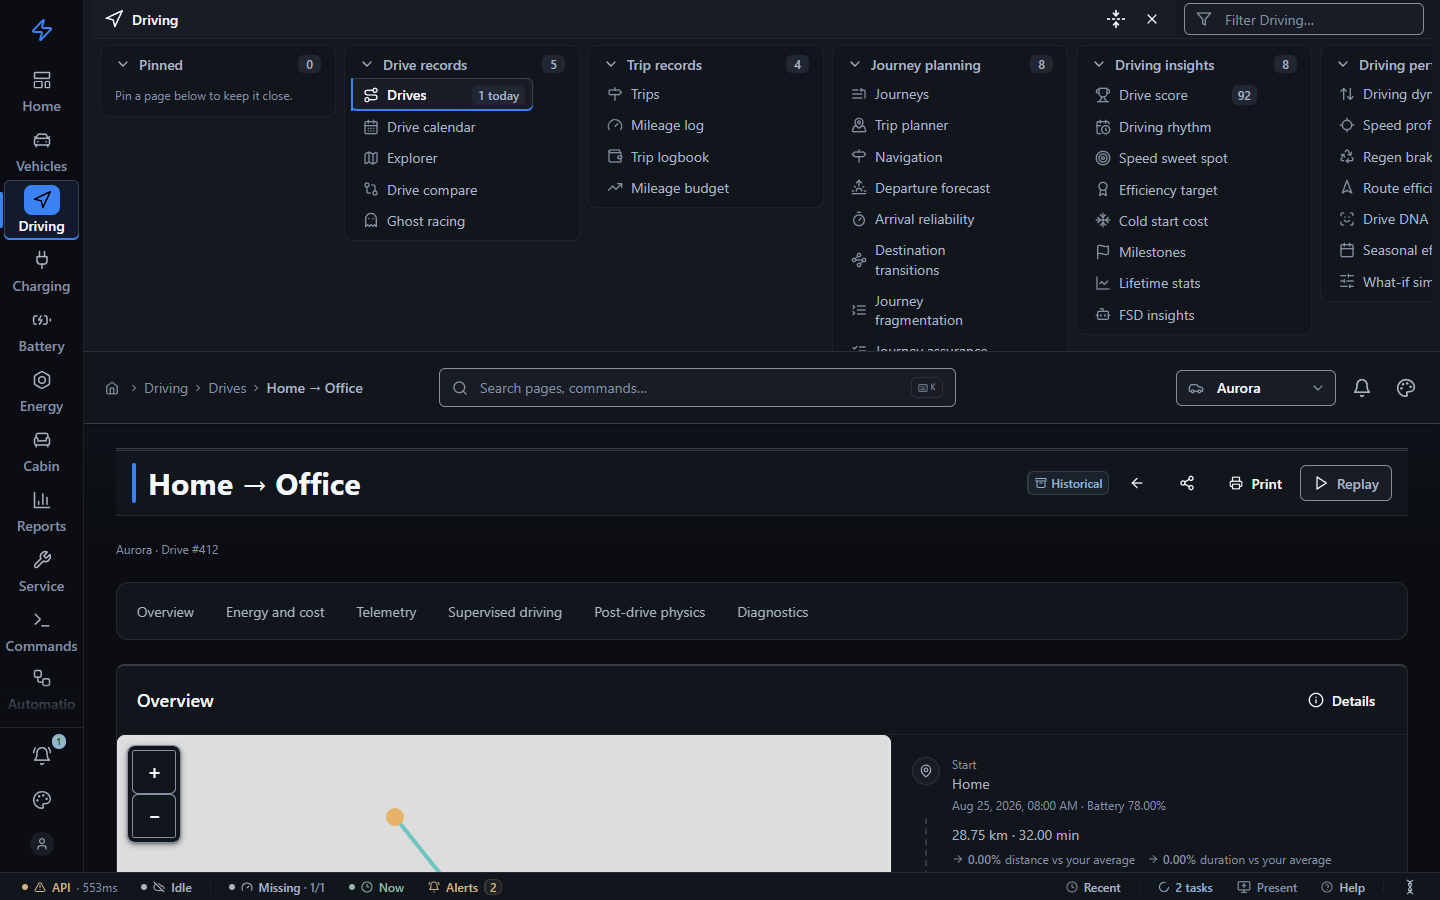 Home
Vehicles
Driving
Charging
Battery
Energy
Cabin
Reports
Service
Commands
Automatio
1
Driving
Filter Driving...
Pinned 0
Pin a page below to keep it close.
Drive records 5
Drives 1 today
Drive calendar
Explorer
Drive compare
Ghost racing
Trip records 4
Trips
Mileage log
Trip logbook
Mileage budget
Journey planning 8
Journeys
Trip planner
Navigation
Departure forecast
Arrival reliability
Destination
transitions
Journey
fragmentation
Journey assurance
Driving insights 8
Drive score 92
Driving rhythm
Speed sweet spot
Efficiency target
Cold start cost
Milestones
Lifetime stats
FSD insights
Driving per
Driving dyn
Speed prof
Regen brak
Route effici
Drive DNA
Seasonal ef
What-if sim
Driving > Drives > Home → Office
Search pages, commands... K
Aurora
Home → Office
Historical
Print
Replay
Aurora · Drive #412
Overview Energy and cost Telemetry Supervised driving Post-drive physics Diagnostics
Overview
Details
+
−
Start
Home
Aug 25, 2026, 08:00 AM · Battery 78.00%
28.75 km · 32.00 min
→ 0.00% distance vs your average → 0.00% duration vs your average
API · 553ms Idle Missing · 1/1 Now Alerts 2 Recent 2 tasks Present Help